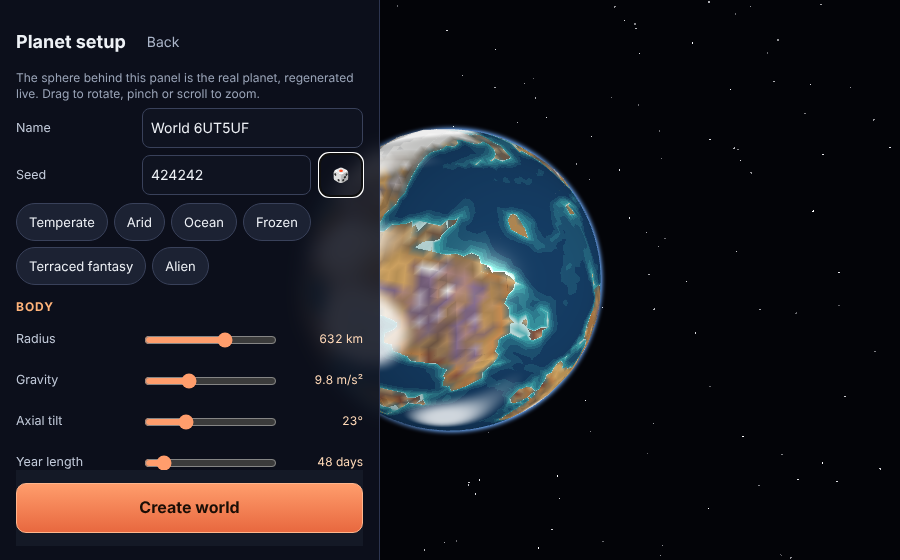 Planet setup Back
The sphere behind this panel is the real planet, regenerated
live. Drag to rotate, pinch or scroll to zoom.
Name World 6UT5UF
Seed 424242
Temperate Arid Ocean Frozen
Terraced fantasy Alien
BODY
Radius 632 km
Gravity 9.8 m/s²
Axial tilt 23°
Year length 48 days
Create world